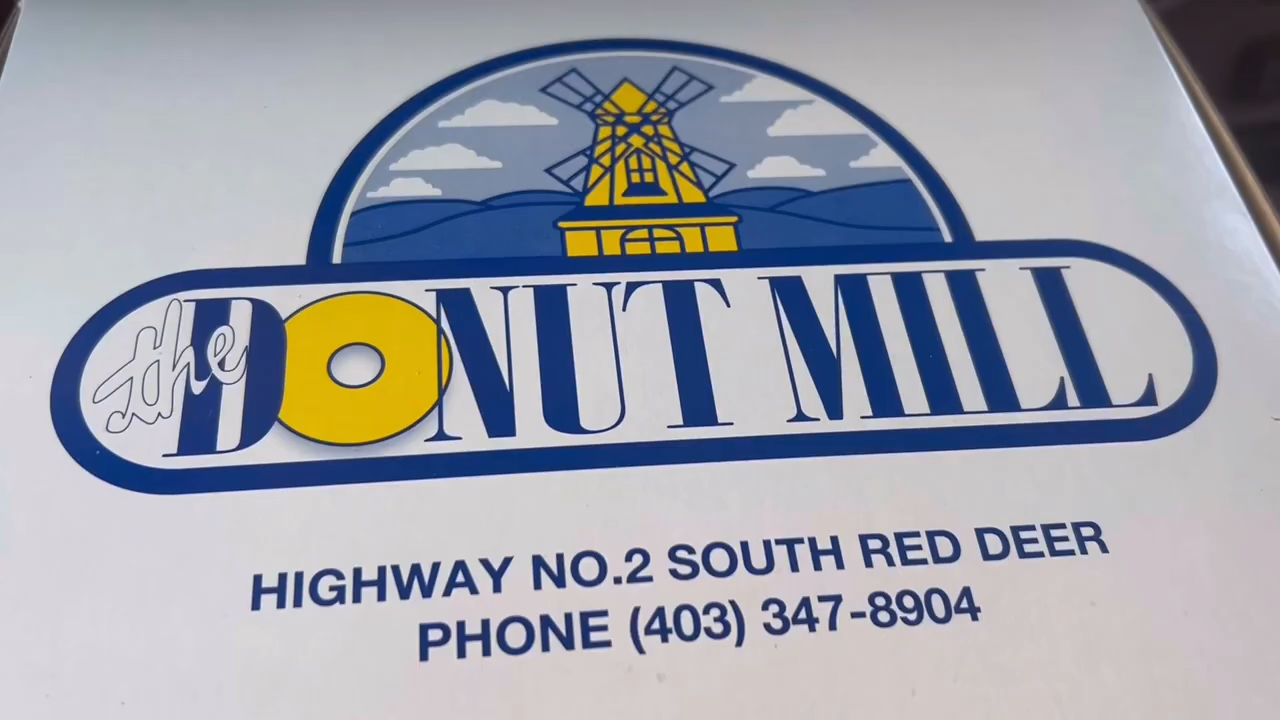 the DONUT MILL
HIGHWAY NO.2 SOUTH RED DEER
PHONE (403) 347-8904